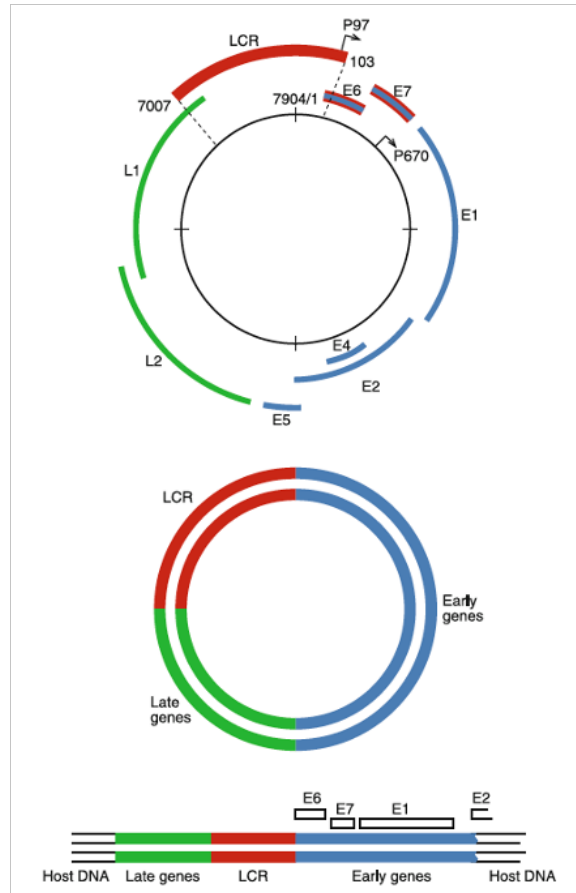 P97
LCR
103
7904/1
E6
E7
7007
P670
L1
E1
E4
L2
E2
E5
LCR
Early
genes
Late
genes
E6
E7
E1
E2
Host DNA
Late genes
LCR
Early genes
Host DNA